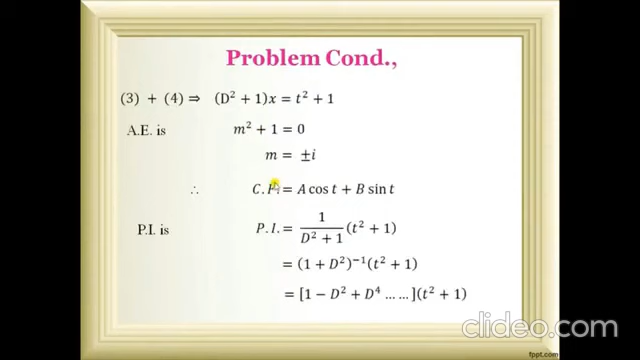 Problem Cond.,
(3) + (4) ⇒ (D² + 1)x = t² + 1
A.E. is m² + 1 = 0
m = ±i
∴ C.F. = A cos t + B sin t
P.I. is P.I. = 1/(D² + 1) (t² + 1)
= (1 + D²)⁻¹(t² + 1)
= [1 − D² + D⁴ … …](t² + 1)
clideo.com
fppt.com